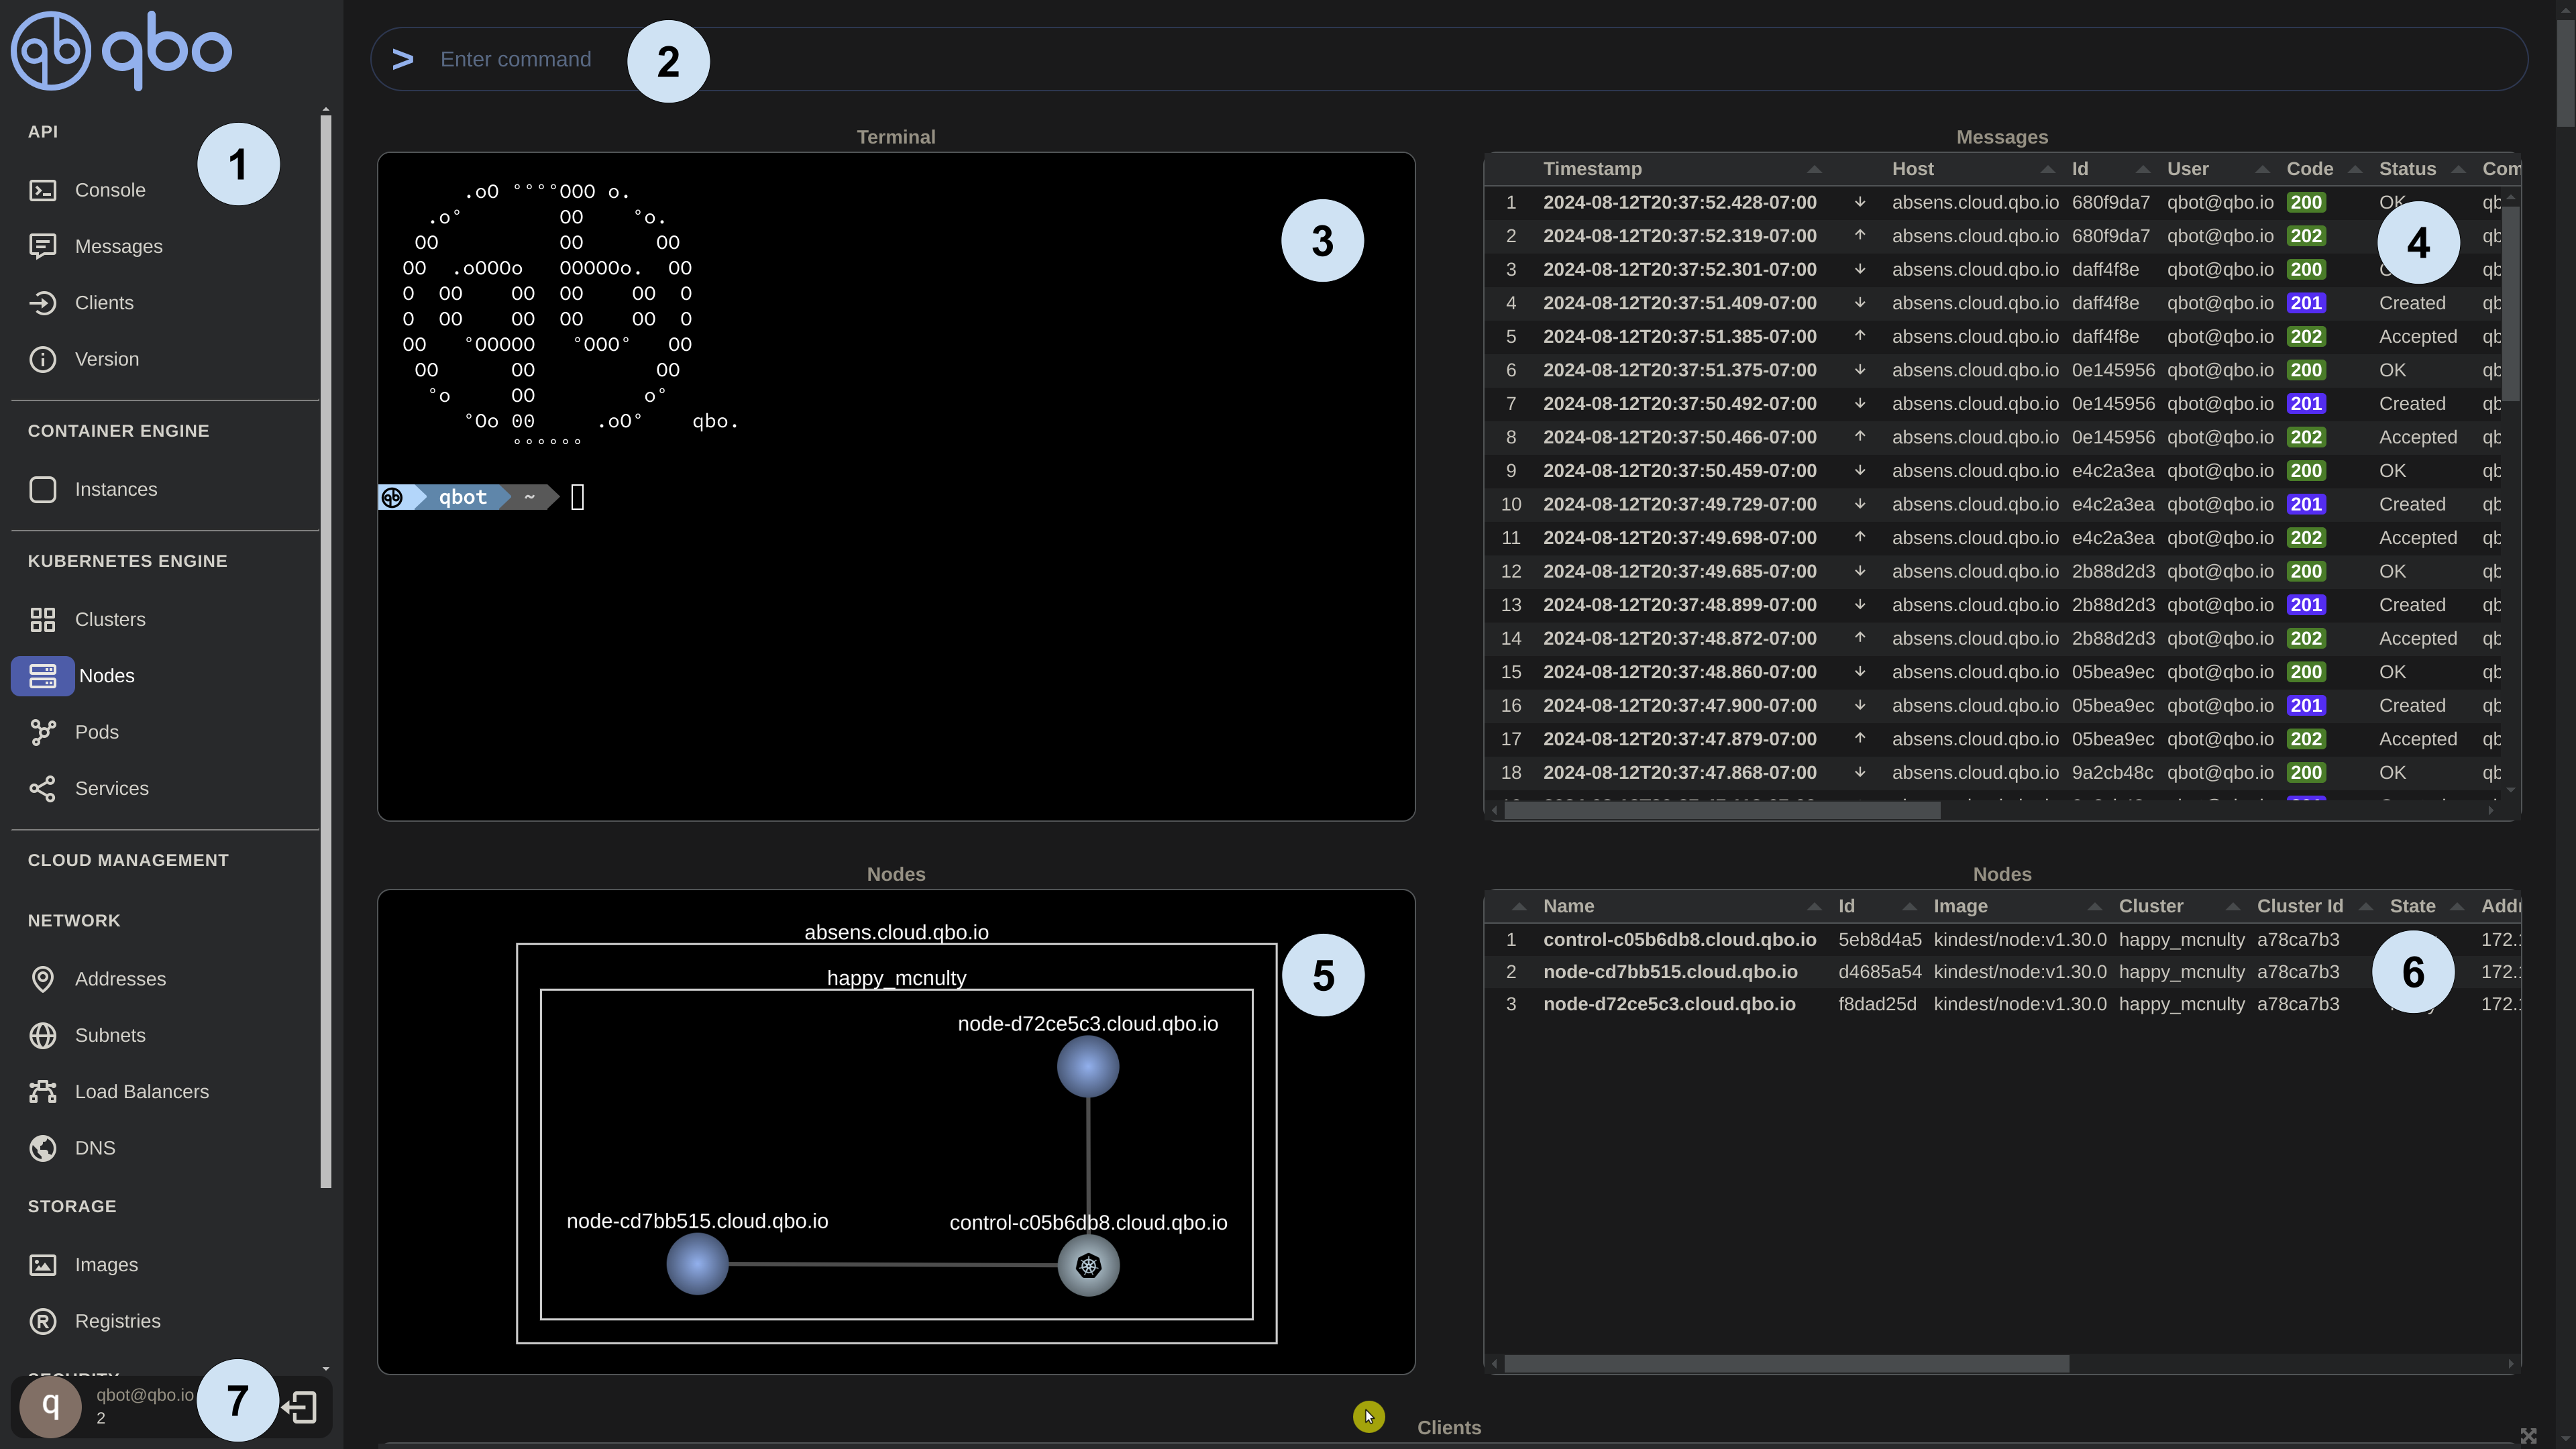 qbo
API
1
Console
Messages
Clients
Version
CONTAINER ENGINE
Instances
KUBERNETES ENGINE
Clusters
Nodes
Pods
Services
CLOUD MANAGEMENT
NETWORK
Addresses
Subnets
Load Balancers
DNS
STORAGE
Images
Registries
SECURITY
q
qbot@qbo.io
2
7
> Enter command
2
Terminal
3
.oO °°°°OOO o.
.o° OO °o.
OO OO OO
OO .oOOOo OOOOOo. OO
O OO OO OO OO O
O OO OO OO OO O
OO °OOOOO °OOO° OO
OO OO OO
°o OO o°
°Oo OO .oO° qbo.
°°°°°°
qbot ~
Messages
Timestamp Host Id User Code Status Com
4
1 2024-08-12T20:37:52.428-07:00 ↓ absens.cloud.qbo.io 680f9da7 qbot@qbo.io 200 OK qb
2 2024-08-12T20:37:52.319-07:00 ↑ absens.cloud.qbo.io 680f9da7 qbot@qbo.io 202 qb
3 2024-08-12T20:37:52.301-07:00 ↓ absens.cloud.qbo.io daff4f8e qbot@qbo.io 200 qb
4 2024-08-12T20:37:51.409-07:00 ↓ absens.cloud.qbo.io daff4f8e qbot@qbo.io 201 Created qb
5 2024-08-12T20:37:51.385-07:00 ↑ absens.cloud.qbo.io daff4f8e qbot@qbo.io 202 Accepted qb
6 2024-08-12T20:37:51.375-07:00 ↓ absens.cloud.qbo.io 0e145956 qbot@qbo.io 200 OK qb
7 2024-08-12T20:37:50.492-07:00 ↓ absens.cloud.qbo.io 0e145956 qbot@qbo.io 201 Created qb
8 2024-08-12T20:37:50.466-07:00 ↑ absens.cloud.qbo.io 0e145956 qbot@qbo.io 202 Accepted qb
9 2024-08-12T20:37:50.459-07:00 ↓ absens.cloud.qbo.io e4c2a3ea qbot@qbo.io 200 OK qb
10 2024-08-12T20:37:49.729-07:00 ↓ absens.cloud.qbo.io e4c2a3ea qbot@qbo.io 201 Created qb
11 2024-08-12T20:37:49.698-07:00 ↑ absens.cloud.qbo.io e4c2a3ea qbot@qbo.io 202 Accepted qb
12 2024-08-12T20:37:49.685-07:00 ↓ absens.cloud.qbo.io 2b88d2d3 qbot@qbo.io 200 OK qb
13 2024-08-12T20:37:48.899-07:00 ↓ absens.cloud.qbo.io 2b88d2d3 qbot@qbo.io 201 Created qb
14 2024-08-12T20:37:48.872-07:00 ↑ absens.cloud.qbo.io 2b88d2d3 qbot@qbo.io 202 Accepted qb
15 2024-08-12T20:37:48.860-07:00 ↓ absens.cloud.qbo.io 05bea9ec qbot@qbo.io 200 OK qb
16 2024-08-12T20:37:47.900-07:00 ↓ absens.cloud.qbo.io 05bea9ec qbot@qbo.io 201 Created qb
17 2024-08-12T20:37:47.879-07:00 ↑ absens.cloud.qbo.io 05bea9ec qbot@qbo.io 202 Accepted qb
18 2024-08-12T20:37:47.868-07:00 ↓ absens.cloud.qbo.io 9a2cb48c qbot@qbo.io 200 OK qb
Nodes
absens.cloud.qbo.io
5
happy_mcnulty
node-d72ce5c3.cloud.qbo.io
node-cd7bb515.cloud.qbo.io
control-c05b6db8.cloud.qbo.io
Nodes
Name Id Image Cluster Cluster Id State Addr
1 control-c05b6db8.cloud.qbo.io 5eb8d4a5 kindest/node:v1.30.0 happy_mcnulty a78ca7b3 172.
2 node-cd7bb515.cloud.qbo.io d4685a54 kindest/node:v1.30.0 happy_mcnulty a78ca7b3 172.
3 node-d72ce5c3.cloud.qbo.io f8dad25d kindest/node:v1.30.0 happy_mcnulty a78ca7b3 172.
6
Clients